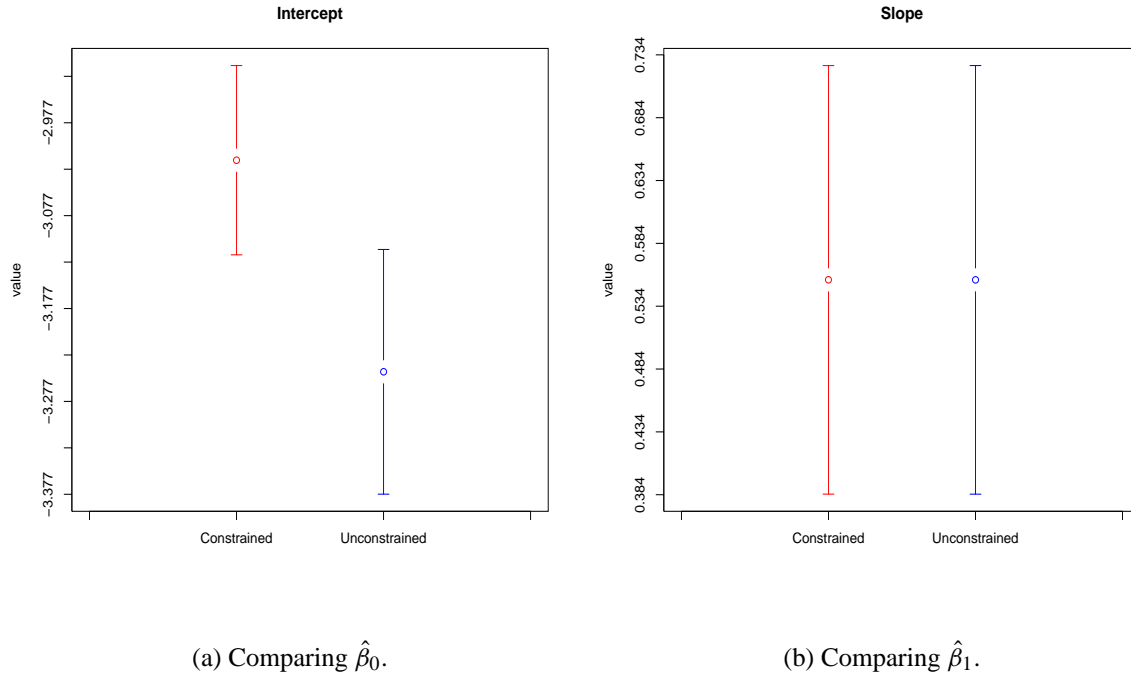 Intercept
value
-2.977
-3.077
-3.177
-3.277
-3.377
Constrained Unconstrained
(a) Comparing β̂0.
Slope
value
0.734
0.684
0.634
0.584
0.534
0.484
0.434
0.384
Constrained Unconstrained
(b) Comparing β̂1.